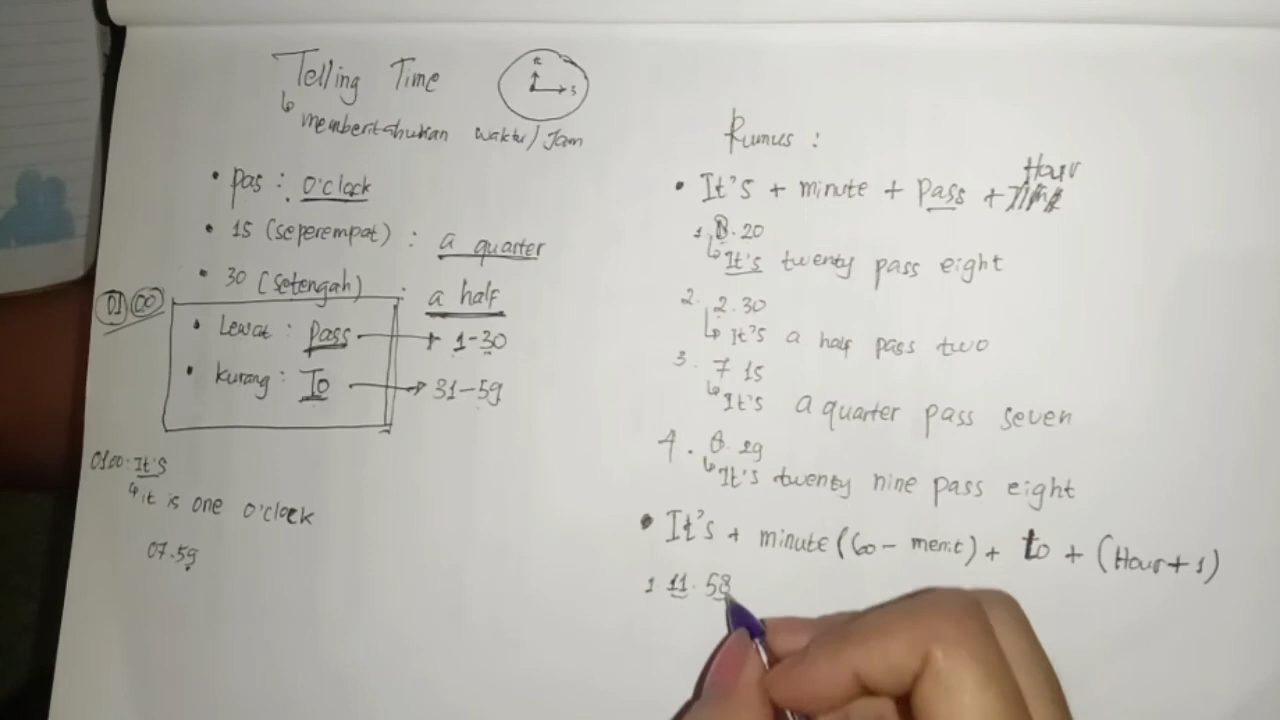 Telling Time
memberitahukan waktu/Jam
• pas : o'clock
• 15 (seperempat) : a quarter
• 30 (setengah) : a half
01 00
• Lewat : pass → 1-30
• kurang : To → 31-59
01.00 : It's
it is one o'clock
07.59
Rumus :
Hour
• It's + minute + pass +
1. 8.20
It's twenty pass eight
2. 2.30
It's a half pass two
3. 7 15
It's a quarter pass seven
4. 8. 29
It's twenty nine pass eight
• It's + minute (60 - menit) + to + (Hour + 1)
1. 11. 58